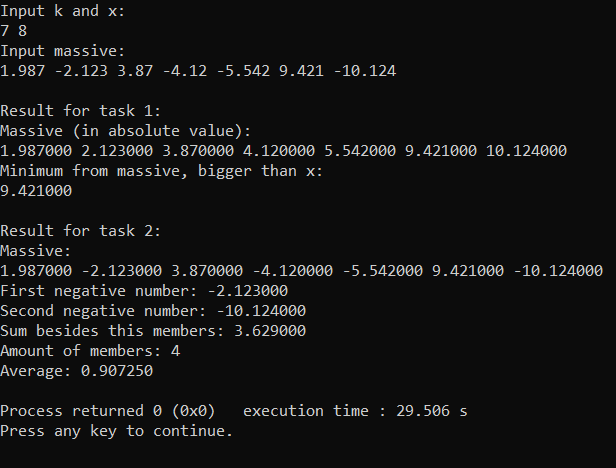 Input k and x:
7 8
Input massive:
1.987 -2.123 3.87 -4.12 -5.542 9.421 -10.124
Result for task 1:
Massive (in absolute value):
1.987000 2.123000 3.870000 4.120000 5.542000 9.421000 10.124000
Minimum from massive, bigger than x:
9.421000
Result for task 2:
Massive:
1.987000 -2.123000 3.870000 -4.120000 -5.542000 9.421000 -10.124000
First negative number: -2.123000
Second negative number: -10.124000
Sum besides this members: 3.629000
Amount of members: 4
Average: 0.907250
Process returned 0 (0x0)   execution time : 29.506 s
Press any key to continue.